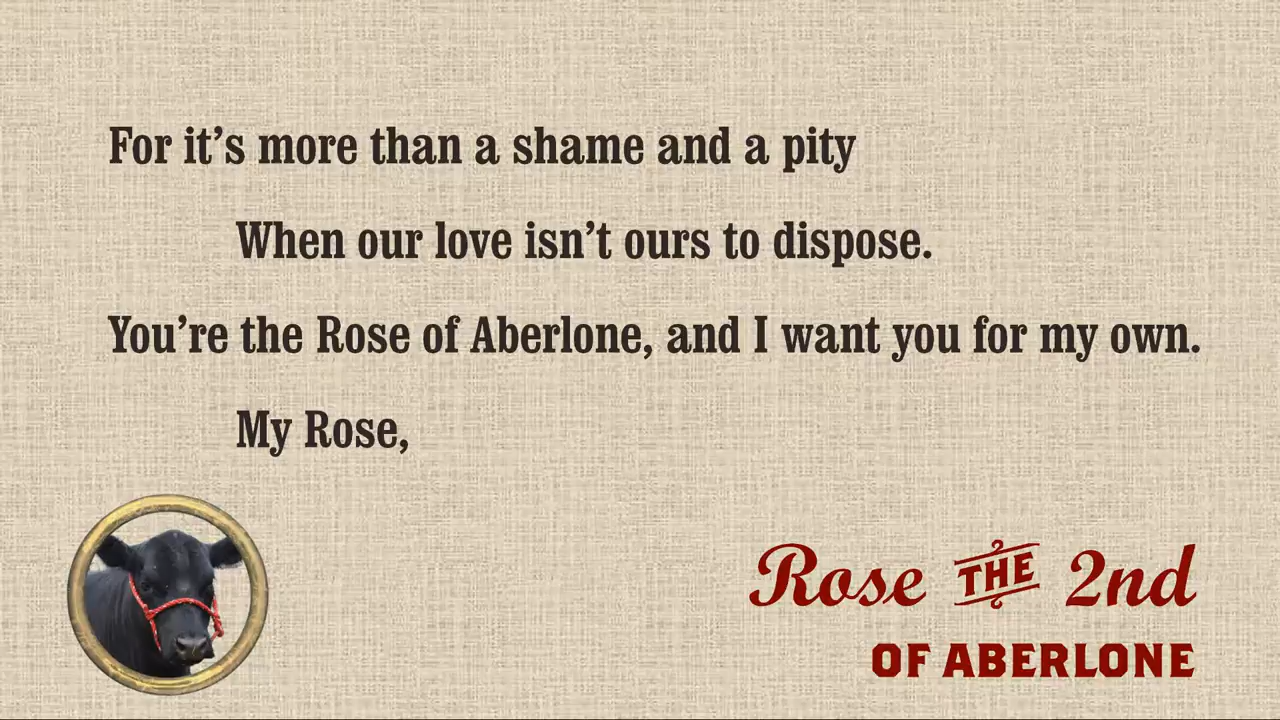 For it’s more than a shame and a pity
When our love isn’t ours to dispose.
You’re the Rose of Aberlone, and I want you for my own.
My Rose,
Rose THE 2nd
OF ABERLONE